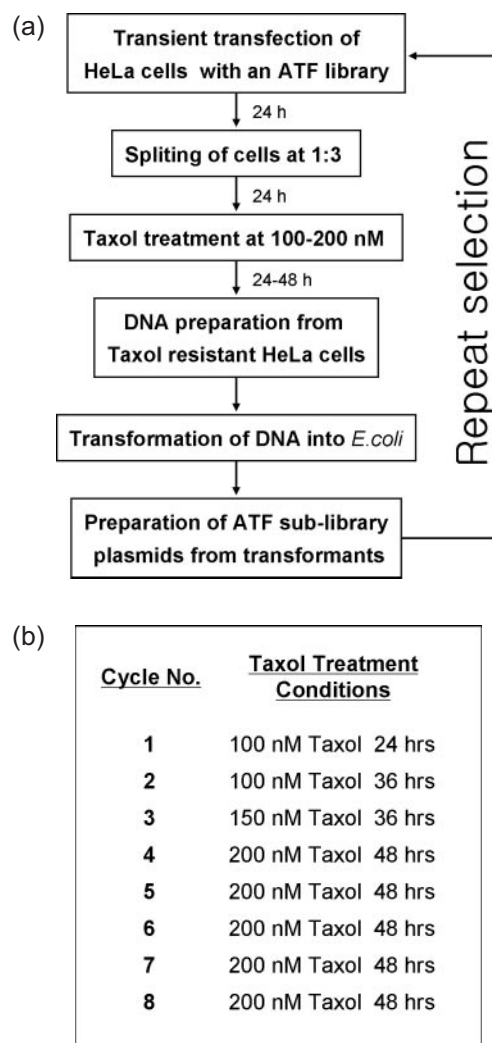 (a)
Transient transfection of
HeLa cells with an ATF library
24 h
Spliting of cells at 1:3
24 h
Taxol treatment at 100-200 nM
24-48 h
DNA preparation from
Taxol resistant HeLa cells
Transformation of DNA into E.coli
Preparation of ATF sub-library
plasmids from transformants
Repeat selection
(b)
Cycle No. Taxol Treatment
Conditions
1 100 nM Taxol 24 hrs
2 100 nM Taxol 36 hrs
3 150 nM Taxol 36 hrs
4 200 nM Taxol 48 hrs
5 200 nM Taxol 48 hrs
6 200 nM Taxol 48 hrs
7 200 nM Taxol 48 hrs
8 200 nM Taxol 48 hrs